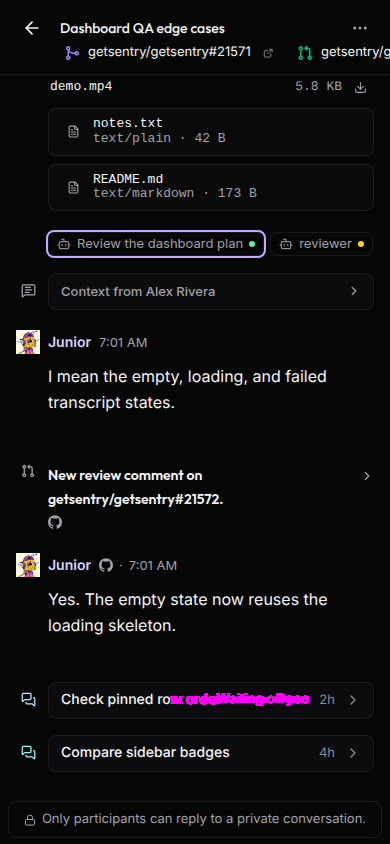 Dashboard QA edge cases
getsentry/getsentry#21571 getsentry/g
demo.mp4 5.8 KB
notes.txt
text/plain · 42 B
README.md
text/markdown · 173 B
Review the dashboard plan reviewer
Context from Alex Rivera
Junior 7:01 AM
I mean the empty, loading, and failed
transcript states.
New review comment on
getsentry/getsentry#21572.
Junior · 7:01 AM
Yes. The empty state now reuses the
loading skeleton.
Check pinned 2h
Compare sidebar badges 4h
Only participants can reply to a private conversation.